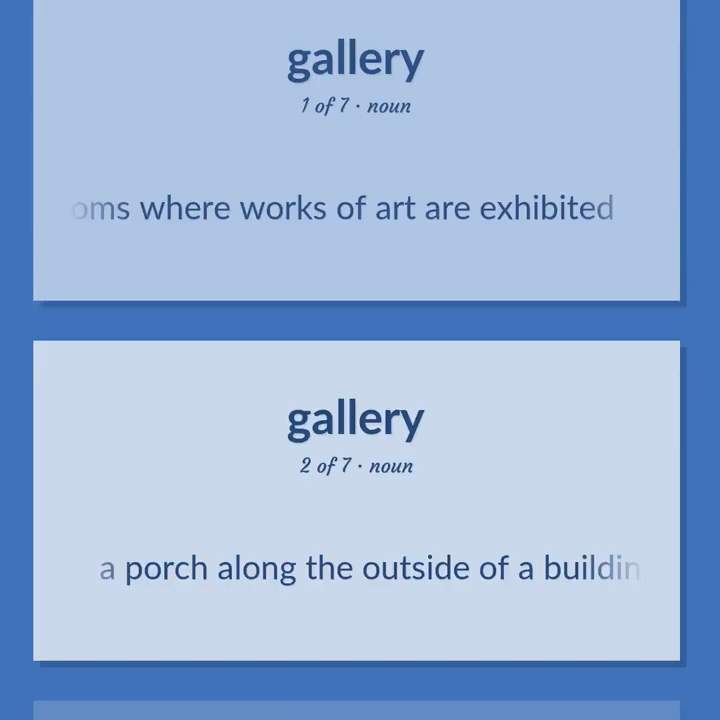 gallery
1 of 7 · noun
oms where works of art are exhibited
gallery
2 of 7 · noun
a porch along the outside of a buildin